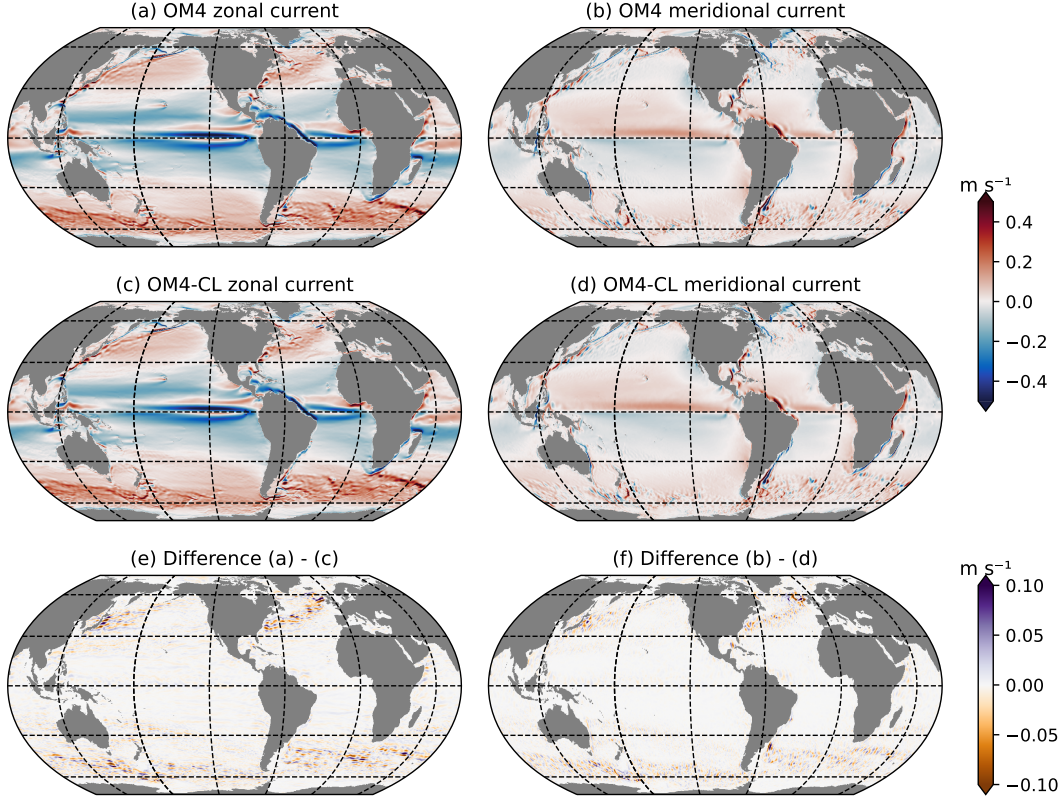 (a) OM4 zonal current
(b) OM4 meridional current
m s⁻¹
0.4
0.2
0.0
−0.2
−0.4
(c) OM4-CL zonal current
(d) OM4-CL meridional current
(e) Difference (a) - (c)
(f) Difference (b) - (d)
m s⁻¹
0.10
0.05
0.00
−0.05
−0.10